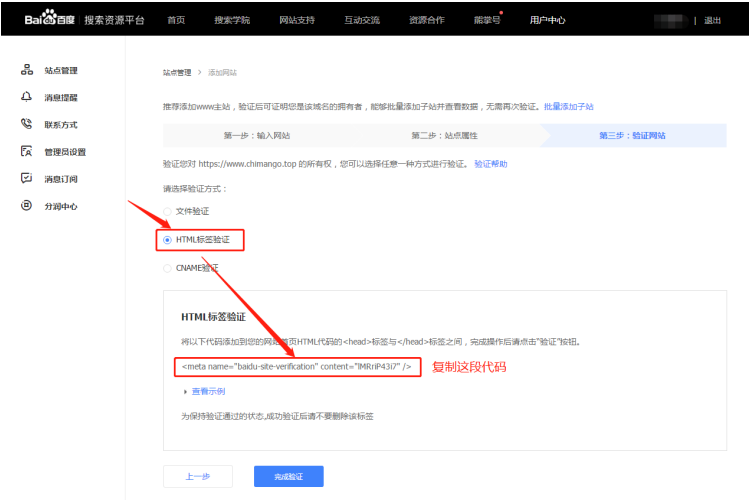 Bai百度 搜索资源平台 首页 搜索学院 网站支持 互动交流 资源合作 熊掌号 用户中心 | 退出
站点管理
消息提醒
联系方式
管理员设置
消息订阅
分润中心
站点管理 > 添加网站
推荐添加www主站，验证后可证明您是该域名的拥有者，能够批量添加子站并查看数据，无需再次验证。批量添加子站
第一步：输入网站 第二步：站点属性 第三步：验证网站
验证您对 https://www.chimango.top 的所有权，您可以选择任意一种方式进行验证。 验证帮助
请选择验证方式：
文件验证
HTML标签验证
CNAME验证
HTML标签验证
将以下代码添加到您的网站首页HTML代码的<head>标签与</head>标签之间，完成操作后请点击"验证"按钮。
<meta name="baidu-site-verification" content="lMRriP43i7" /> 复制这段代码
查看示例
为保持验证通过的状态,成功验证后请不要删除该标签
上一步 完成验证